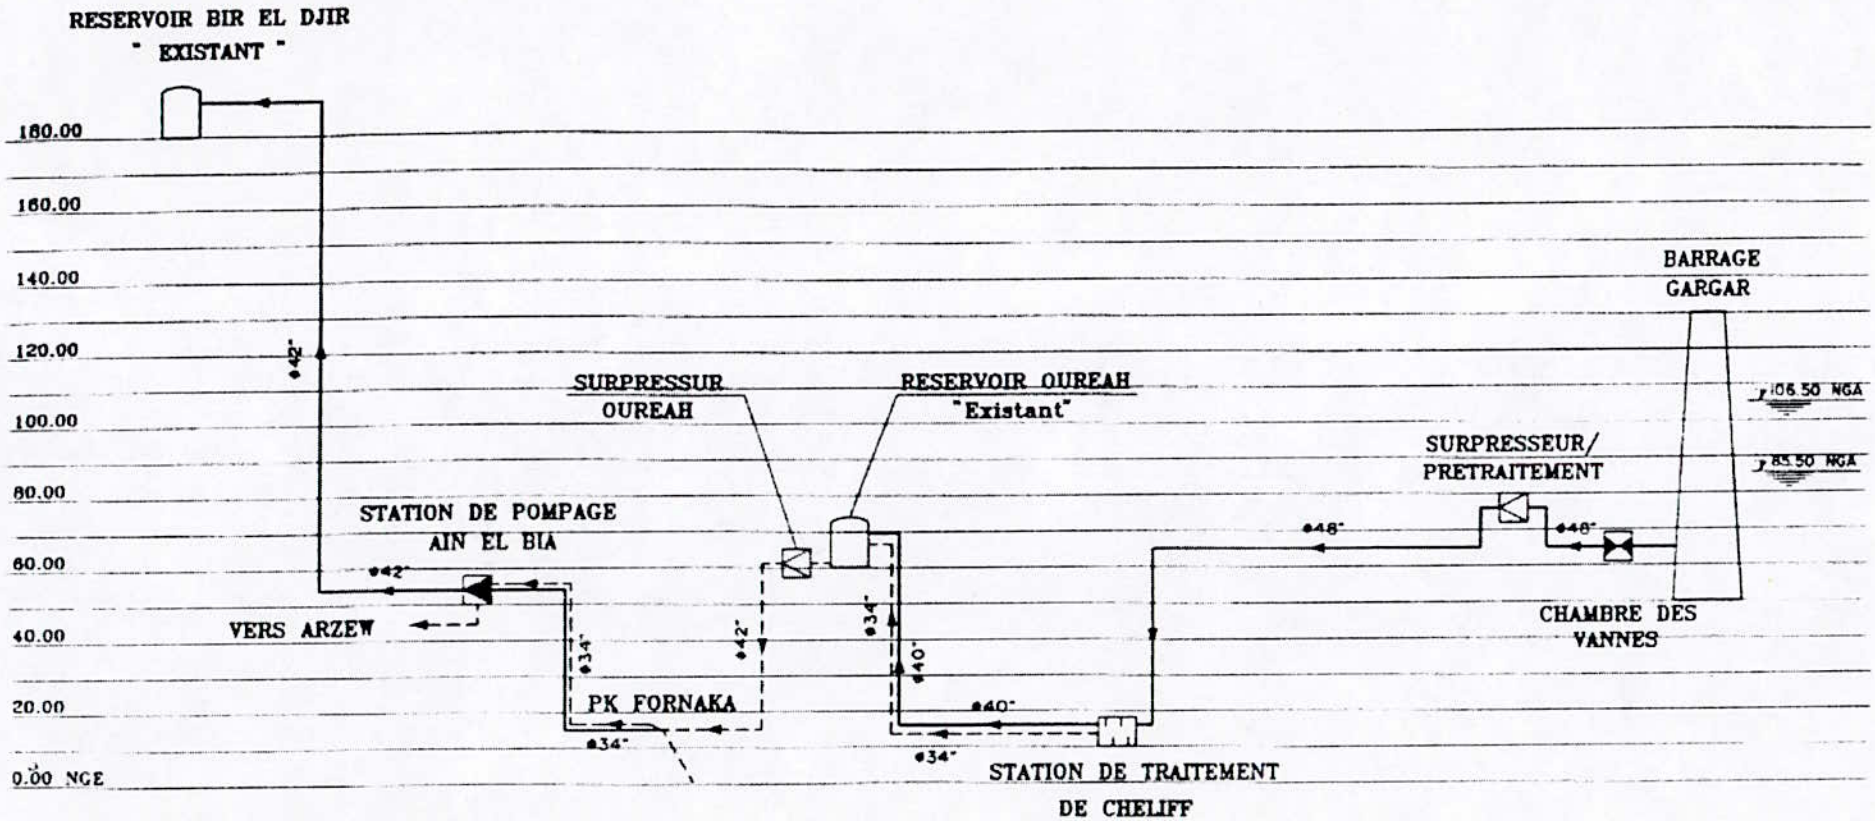 RESERVOIR BIR EL DJIR
" EXISTANT "
180.00
160.00
140.00
120.00
100.00
80.00
60.00
40.00
20.00
0.00 NGE
ø42"
SURPRESSUR
OUREAH
RESERVOIR OUREAH
"Existant"
BARRAGE
GARGAR
106.50 NGA
85.50 NGA
SURPRESSEUR/
PRETRAITEMENT
STATION DE POMPAGE
AIN EL BIA
ø42"
VERS ARZEW
ø34"
PK FORNAKA
ø34"
ø42"
ø34"
ø40"
ø40"
ø34"
ø48"
ø48"
CHAMBRE DES
VANNES
STATION DE TRAITEMENT
DE CHELIFF